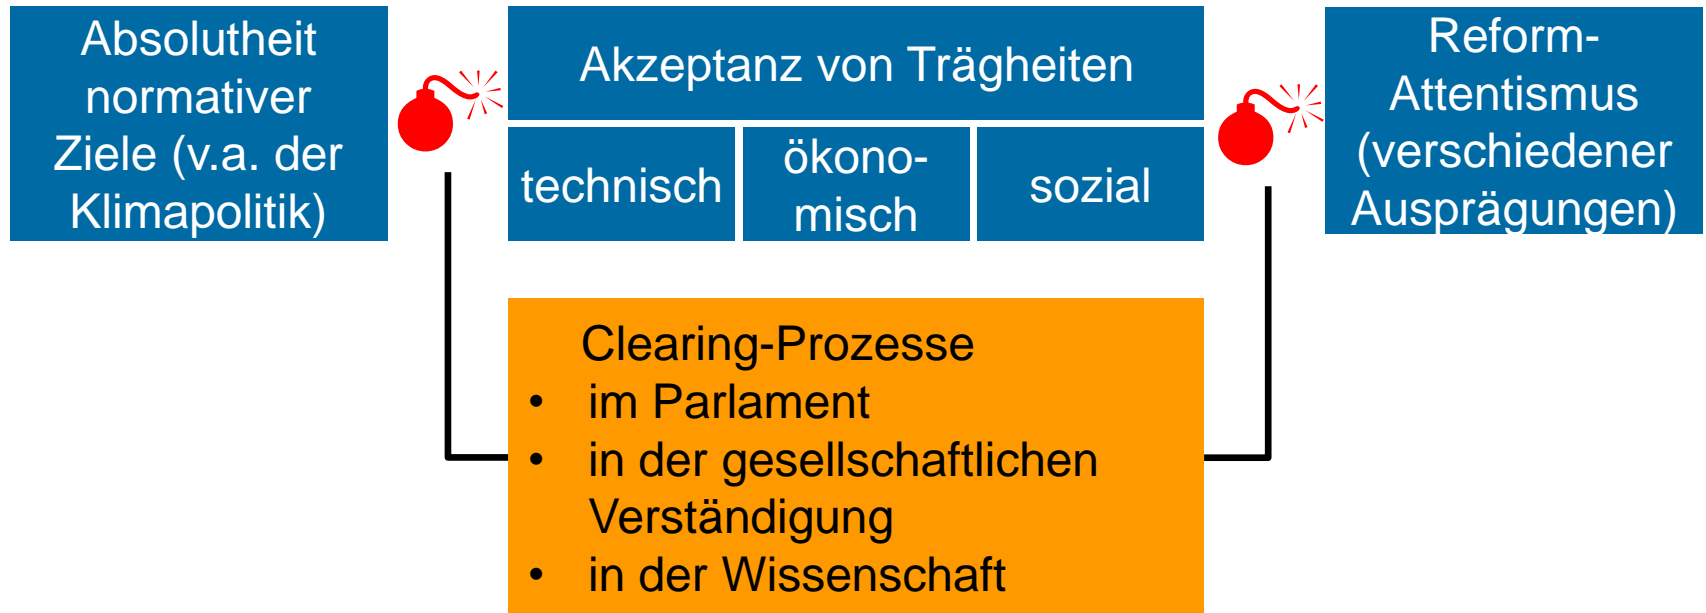 Absolutheit
normativer
Ziele (v.a. der
Klimapolitik)
Akzeptanz von Trägheiten
technisch
ökono-
misch
sozial
Reform-
Attentismus
(verschiedener
Ausprägungen)
Clearing-Prozesse
• im Parlament
• in der gesellschaftlichen
Verständigung
• in der Wissenschaft